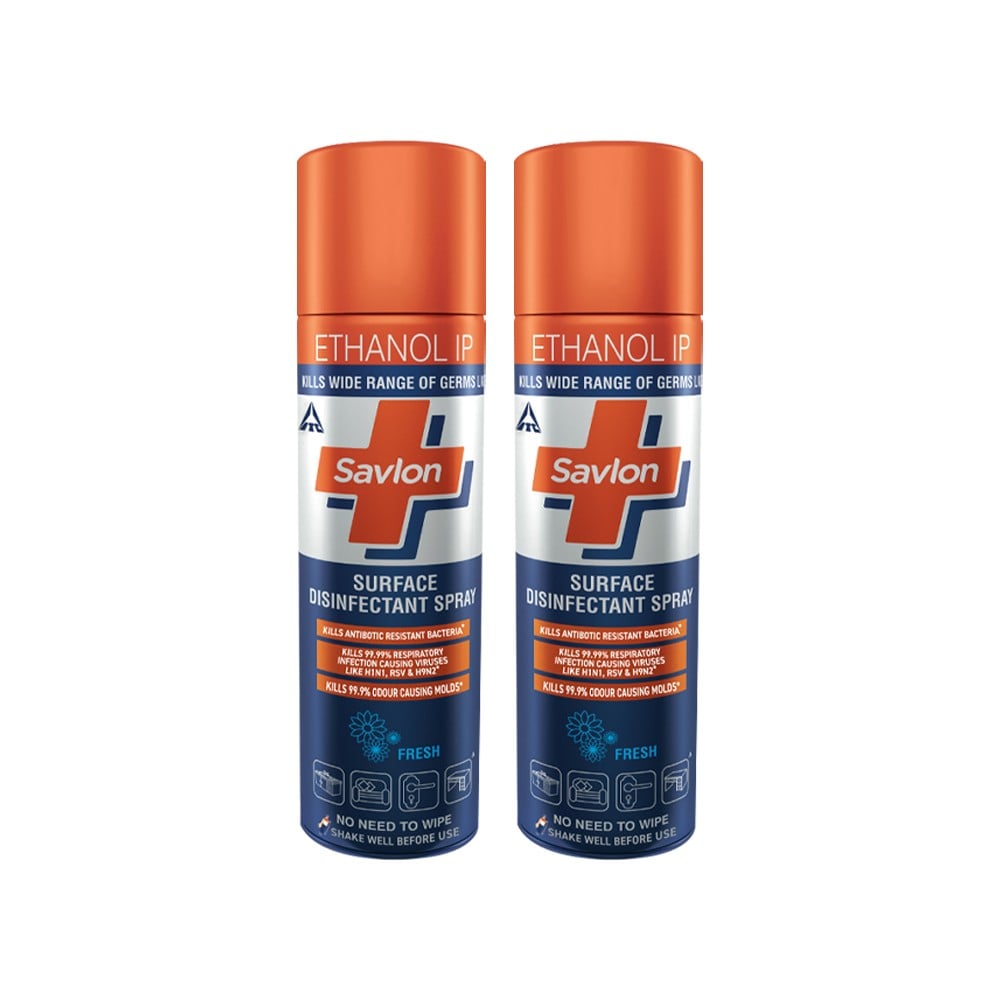 ETHANOL IP
KILLS WIDE RANGE OF GERMS
Savlon
SURFACE
DISINFECTANT SPRAY
KILLS ANTIBOTIC RESISTANT BACTERIA*
KILLS 99.99% RESPIRATORY
INFECTION CAUSING VIRUSES
LIKE H1N1, RSV & H9N2*
KILLS 99.9% ODOUR CAUSING MOLDS*
FRESH
NO NEED TO WIPE
SHAKE WELL BEFORE USE
ETHANOL IP
KILLS WIDE RANGE OF GERMS
Savlon
SURFACE
DISINFECTANT SPRAY
KILLS ANTIBOTIC RESISTANT BACTERIA*
KILLS 99.99% RESPIRATORY
INFECTION CAUSING VIRUSES
LIKE H1N1, RSV & H9N2*
KILLS 99.9% ODOUR CAUSING MOLDS*
FRESH
NO NEED TO WIPE
SHAKE WELL BEFORE USE